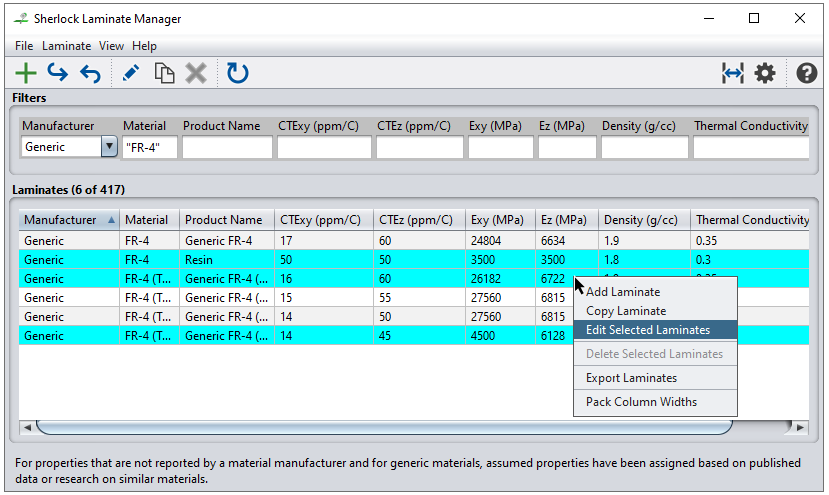 Sherlock Laminate Manager
File Laminate View Help
Filters
Manufacturer Material Product Name CTExy (ppm/C) CTEz (ppm/C) Exy (MPa) Ez (MPa) Density (g/cc) Thermal Conductivity
Generic "FR-4"
Laminates (6 of 417)
Manufacturer Material Product Name CTExy (ppm/C) CTEz (ppm/C) Exy (MPa) Ez (MPa) Density (g/cc) Thermal Conductivity
Generic FR-4 Generic FR-4 17 60 24804 6634 1.9 0.35
Generic FR-4 Resin 50 50 3500 3500 1.8 0.3
Generic FR-4 (T... Generic FR-4 (... 16 60 26182 6722
Generic FR-4 (T... Generic FR-4 (... 15 55 27560 6815
Generic FR-4 (T... Generic FR-4 (... 14 50 27560 6815
Generic FR-4 (T... Generic FR-4 (... 14 45 4500 6128
Add Laminate
Copy Laminate
Edit Selected Laminates
Delete Selected Laminates
Export Laminates
Pack Column Widths
For properties that are not reported by a material manufacturer and for generic materials, assumed properties have been assigned based on published
data or research on similar materials.